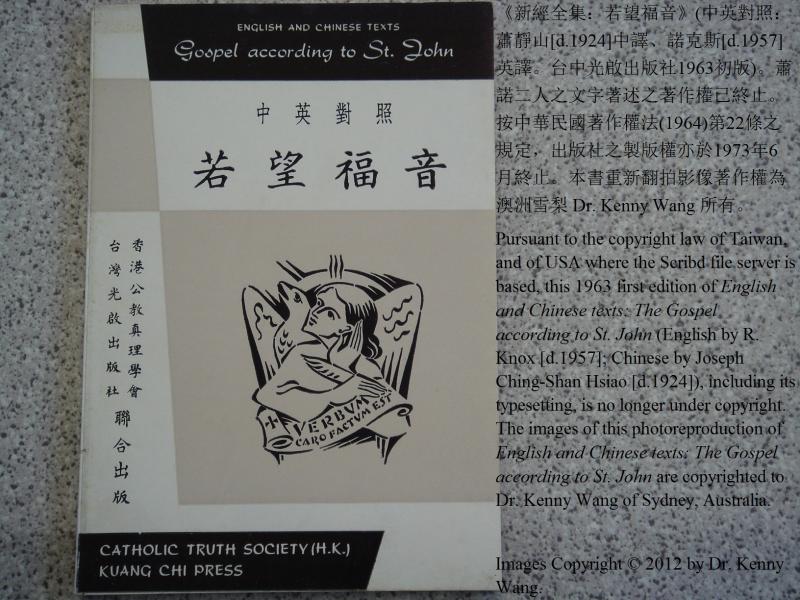 ENGLISH AND CHINESE TEXTS
Gospel according to St. John
中英對照
若望福音
香港公教真理學會
台灣光啟出版社
聯合出版
VERBVM
CARO FACTVM EST
CATHOLIC TRUTH SOCIETY (H.K.)
KUANG CHI PRESS
《新經全集：若望福音》(中英對照：
蕭靜山[d.1924]中譯、諾克斯[d.1957]
英譯。台中光啟出版社1963初版)。蕭
諾二人之文字著述之著作權已終止。
按中華民國著作權法(1964)第22條之
規定，出版社之製版權亦於1973年6
月終止。本書重新翻拍影像著作權為
澳洲雪梨 Dr. Kenny Wang 所有。
Pursuant to the copyright law of Taiwan,
and of USA where the Scribd file server is
based, this 1963 first edition of English
and Chinese texts: The Gospel
according to St. John (English by R.
Knox [d.1957]; Chinese by Joseph
Ching-Shan Hsiao [d.1924]), including its
typesetting, is no longer under copyright.
The images of this photoreproduction of
English and Chinese texts: The Gospel
according to St. John are copyrighted to
Dr. Kenny Wang of Sydney, Australia.
Images Copyright © 2012 by Dr. Kenny
Wang.